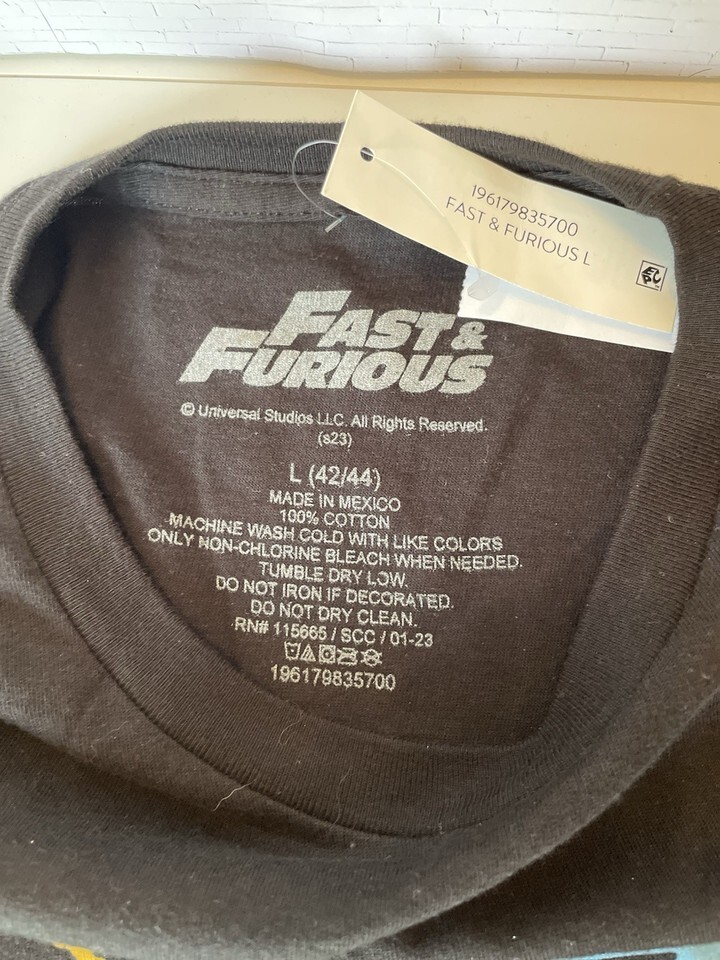 196179835700
FAST & FURIOUS L
FAST &
FURIOUS
© Universal Studios LLC. All Rights Reserved.
(s23)
L (42/44)
MADE IN MEXICO
100% COTTON
MACHINE WASH COLD WITH LIKE COLORS
ONLY NON-CHLORINE BLEACH WHEN NEEDED.
TUMBLE DRY LOW.
DO NOT IRON IF DECORATED.
DO NOT DRY CLEAN.
RN# 115665 / SCC / 01-23
196179835700